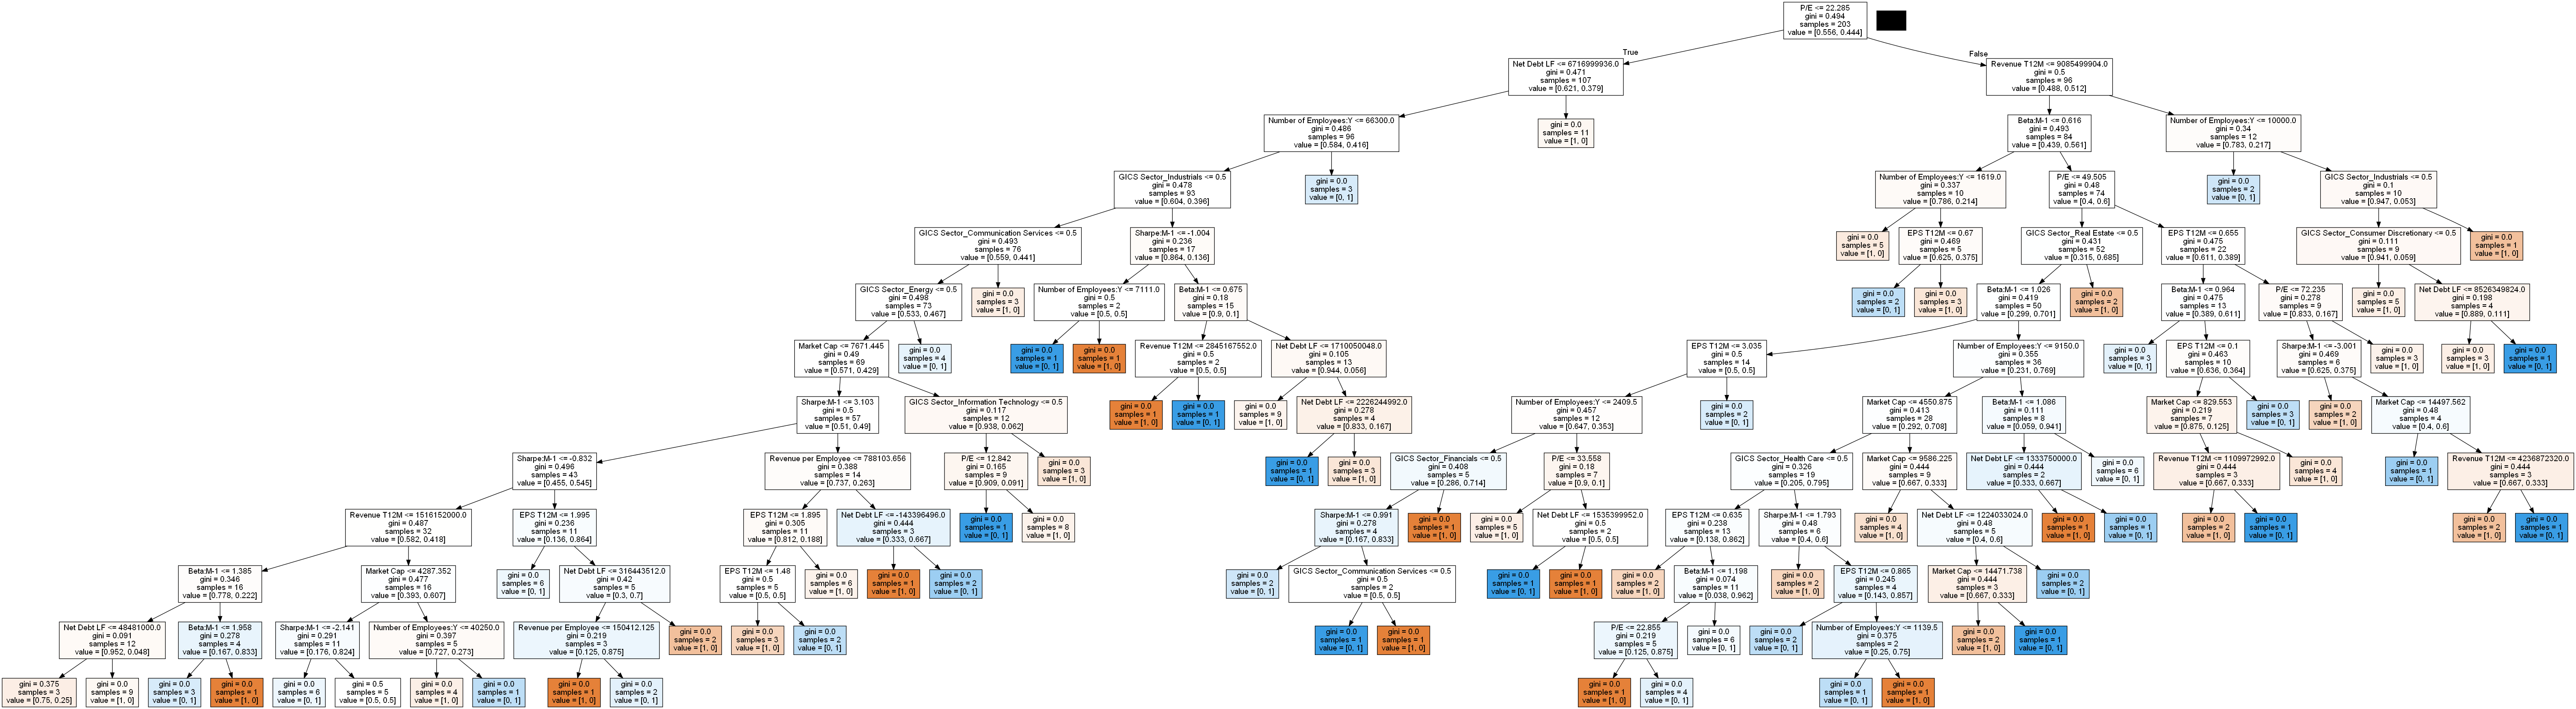 P/E <= 22.285
gini = 0.494
samples = 203
value = [0.556, 0.444]
True
False
Net Debt LF <= 6716999936.0
gini = 0.471
samples = 107
value = [0.621, 0.379]
Revenue T12M <= 9085499904.0
gini = 0.5
samples = 96
value = [0.488, 0.512]
Number of Employees:Y <= 66300.0
gini = 0.486
samples = 96
value = [0.584, 0.416]
gini = 0.0
samples = 11
value = [1, 0]
Beta:M-1 <= 0.616
gini = 0.493
samples = 84
value = [0.439, 0.561]
Number of Employees:Y <= 10000.0
gini = 0.34
samples = 12
value = [0.783, 0.217]
GICS Sector_Industrials <= 0.5
gini = 0.478
samples = 93
value = [0.604, 0.396]
gini = 0.0
samples = 3
value = [0, 1]
Number of Employees:Y <= 1619.0
gini = 0.337
samples = 10
value = [0.786, 0.214]
P/E <= 49.505
gini = 0.48
samples = 74
value = [0.4, 0.6]
gini = 0.0
samples = 2
value = [0, 1]
GICS Sector_Industrials <= 0.5
gini = 0.1
samples = 10
value = [0.947, 0.053]
GICS Sector_Communication Services <= 0.5
gini = 0.493
samples = 76
value = [0.559, 0.441]
Sharpe:M-1 <= -1.004
gini = 0.236
samples = 17
value = [0.864, 0.136]
gini = 0.0
samples = 5
value = [1, 0]
EPS T12M <= 0.67
gini = 0.469
samples = 5
value = [0.625, 0.375]
GICS Sector_Real Estate <= 0.5
gini = 0.431
samples = 52
value = [0.315, 0.685]
EPS T12M <= 0.655
gini = 0.475
samples = 22
value = [0.611, 0.389]
GICS Sector_Consumer Discretionary <= 0.5
gini = 0.111
samples = 9
value = [0.941, 0.059]
gini = 0.0
samples = 1
value = [1, 0]
GICS Sector_Energy <= 0.5
gini = 0.498
samples = 73
value = [0.533, 0.467]
gini = 0.0
samples = 3
value = [1, 0]
Number of Employees:Y <= 7111.0
gini = 0.5
samples = 2
value = [0.5, 0.5]
Beta:M-1 <= 0.675
gini = 0.18
samples = 15
value = [0.9, 0.1]
gini = 0.0
samples = 2
value = [0, 1]
gini = 0.0
samples = 3
value = [1, 0]
Beta:M-1 <= 1.026
gini = 0.419
samples = 50
value = [0.299, 0.701]
gini = 0.0
samples = 2
value = [1, 0]
Beta:M-1 <= 0.964
gini = 0.475
samples = 13
value = [0.389, 0.611]
P/E <= 72.235
gini = 0.278
samples = 9
value = [0.833, 0.167]
gini = 0.0
samples = 5
value = [1, 0]
Net Debt LF <= 8526349824.0
gini = 0.198
samples = 4
value = [0.889, 0.111]
Market Cap <= 7671.445
gini = 0.49
samples = 69
value = [0.571, 0.429]
gini = 0.0
samples = 4
value = [0, 1]
gini = 0.0
samples = 1
value = [0, 1]
gini = 0.0
samples = 1
value = [1, 0]
Revenue T12M <= 2845167552.0
gini = 0.5
samples = 2
value = [0.5, 0.5]
Net Debt LF <= 1710050048.0
gini = 0.105
samples = 13
value = [0.944, 0.056]
EPS T12M <= 3.035
gini = 0.5
samples = 14
value = [0.5, 0.5]
Number of Employees:Y <= 9150.0
gini = 0.355
samples = 36
value = [0.231, 0.769]
gini = 0.0
samples = 3
value = [0, 1]
EPS T12M <= 0.1
gini = 0.463
samples = 10
value = [0.636, 0.364]
Sharpe:M-1 <= -3.001
gini = 0.469
samples = 6
value = [0.625, 0.375]
gini = 0.0
samples = 3
value = [1, 0]
gini = 0.0
samples = 3
value = [1, 0]
gini = 0.0
samples = 1
value = [0, 1]
Sharpe:M-1 <= 3.103
gini = 0.5
samples = 57
value = [0.51, 0.49]
GICS Sector_Information Technology <= 0.5
gini = 0.117
samples = 12
value = [0.938, 0.062]
gini = 0.0
samples = 1
value = [1, 0]
gini = 0.0
samples = 1
value = [0, 1]
gini = 0.0
samples = 9
value = [1, 0]
Net Debt LF <= 2226244992.0
gini = 0.278
samples = 4
value = [0.833, 0.167]
Number of Employees:Y <= 2409.5
gini = 0.457
samples = 12
value = [0.647, 0.353]
gini = 0.0
samples = 2
value = [0, 1]
Market Cap <= 4550.875
gini = 0.413
samples = 28
value = [0.292, 0.708]
Beta:M-1 <= 1.086
gini = 0.111
samples = 8
value = [0.059, 0.941]
Market Cap <= 829.553
gini = 0.219
samples = 7
value = [0.875, 0.125]
gini = 0.0
samples = 3
value = [0, 1]
gini = 0.0
samples = 2
value = [1, 0]
Market Cap <= 14497.562
gini = 0.48
samples = 4
value = [0.4, 0.6]
Sharpe:M-1 <= -0.832
gini = 0.496
samples = 43
value = [0.455, 0.545]
Revenue per Employee <= 788103.656
gini = 0.388
samples = 14
value = [0.737, 0.263]
P/E <= 12.842
gini = 0.165
samples = 9
value = [0.909, 0.091]
gini = 0.0
samples = 3
value = [1, 0]
gini = 0.0
samples = 1
value = [0, 1]
gini = 0.0
samples = 3
value = [1, 0]
GICS Sector_Financials <= 0.5
gini = 0.408
samples = 5
value = [0.286, 0.714]
P/E <= 33.558
gini = 0.18
samples = 7
value = [0.9, 0.1]
GICS Sector_Health Care <= 0.5
gini = 0.326
samples = 19
value = [0.205, 0.795]
Market Cap <= 9586.225
gini = 0.444
samples = 9
value = [0.667, 0.333]
Net Debt LF <= 1333750000.0
gini = 0.444
samples = 2
value = [0.333, 0.667]
gini = 0.0
samples = 6
value = [0, 1]
Revenue T12M <= 1109972992.0
gini = 0.444
samples = 3
value = [0.667, 0.333]
gini = 0.0
samples = 4
value = [1, 0]
gini = 0.0
samples = 1
value = [0, 1]
Revenue T12M <= 4236872320.0
gini = 0.444
samples = 3
value = [0.667, 0.333]
Revenue T12M <= 1516152000.0
gini = 0.487
samples = 32
value = [0.582, 0.418]
EPS T12M <= 1.995
gini = 0.236
samples = 11
value = [0.136, 0.864]
EPS T12M <= 1.895
gini = 0.305
samples = 11
value = [0.812, 0.188]
Net Debt LF <= -143396496.0
gini = 0.444
samples = 3
value = [0.333, 0.667]
gini = 0.0
samples = 1
value = [0, 1]
gini = 0.0
samples = 8
value = [1, 0]
Sharpe:M-1 <= 0.991
gini = 0.278
samples = 4
value = [0.167, 0.833]
gini = 0.0
samples = 1
value = [1, 0]
gini = 0.0
samples = 5
value = [1, 0]
Net Debt LF <= 1535399952.0
gini = 0.5
samples = 2
value = [0.5, 0.5]
EPS T12M <= 0.635
gini = 0.238
samples = 13
value = [0.138, 0.862]
Sharpe:M-1 <= 1.793
gini = 0.48
samples = 6
value = [0.4, 0.6]
gini = 0.0
samples = 4
value = [1, 0]
Net Debt LF <= 1224033024.0
gini = 0.48
samples = 5
value = [0.4, 0.6]
gini = 0.0
samples = 1
value = [1, 0]
gini = 0.0
samples = 1
value = [0, 1]
gini = 0.0
samples = 2
value = [1, 0]
gini = 0.0
samples = 1
value = [0, 1]
gini = 0.0
samples = 2
value = [1, 0]
gini = 0.0
samples = 1
value = [0, 1]
Beta:M-1 <= 1.385
gini = 0.346
samples = 16
value = [0.778, 0.222]
Market Cap <= 4287.352
gini = 0.477
samples = 16
value = [0.393, 0.607]
gini = 0.0
samples = 6
value = [0, 1]
Net Debt LF <= 316443512.0
gini = 0.42
samples = 5
value = [0.3, 0.7]
EPS T12M <= 1.48
gini = 0.5
samples = 5
value = [0.5, 0.5]
gini = 0.0
samples = 6
value = [1, 0]
gini = 0.0
samples = 1
value = [1, 0]
gini = 0.0
samples = 2
value = [0, 1]
gini = 0.0
samples = 2
value = [0, 1]
GICS Sector_Communication Services <= 0.5
gini = 0.5
samples = 2
value = [0.5, 0.5]
gini = 0.0
samples = 1
value = [0, 1]
gini = 0.0
samples = 1
value = [1, 0]
gini = 0.0
samples = 2
value = [1, 0]
Beta:M-1 <= 1.198
gini = 0.074
samples = 11
value = [0.038, 0.962]
gini = 0.0
samples = 2
value = [1, 0]
EPS T12M <= 0.865
gini = 0.245
samples = 4
value = [0.143, 0.857]
Market Cap <= 14471.738
gini = 0.444
samples = 3
value = [0.667, 0.333]
gini = 0.0
samples = 2
value = [0, 1]
Net Debt LF <= 48481000.0
gini = 0.091
samples = 12
value = [0.952, 0.048]
Beta:M-1 <= 1.958
gini = 0.278
samples = 4
value = [0.167, 0.833]
Sharpe:M-1 <= -2.141
gini = 0.291
samples = 11
value = [0.176, 0.824]
Number of Employees:Y <= 40250.0
gini = 0.397
samples = 5
value = [0.727, 0.273]
Revenue per Employee <= 150412.125
gini = 0.219
samples = 3
value = [0.125, 0.875]
gini = 0.0
samples = 2
value = [1, 0]
gini = 0.0
samples = 3
value = [1, 0]
gini = 0.0
samples = 2
value = [0, 1]
gini = 0.0
samples = 1
value = [0, 1]
gini = 0.0
samples = 1
value = [1, 0]
P/E <= 22.855
gini = 0.219
samples = 5
value = [0.125, 0.875]
gini = 0.0
samples = 6
value = [0, 1]
gini = 0.0
samples = 2
value = [0, 1]
Number of Employees:Y <= 1139.5
gini = 0.375
samples = 2
value = [0.25, 0.75]
gini = 0.0
samples = 2
value = [1, 0]
gini = 0.0
samples = 1
value = [0, 1]
gini = 0.375
samples = 3
value = [0.75, 0.25]
gini = 0.0
samples = 9
value = [1, 0]
gini = 0.0
samples = 3
value = [0, 1]
gini = 0.0
samples = 1
value = [1, 0]
gini = 0.0
samples = 6
value = [0, 1]
gini = 0.5
samples = 5
value = [0.5, 0.5]
gini = 0.0
samples = 4
value = [1, 0]
gini = 0.0
samples = 1
value = [0, 1]
gini = 0.0
samples = 1
value = [1, 0]
gini = 0.0
samples = 2
value = [0, 1]
gini = 0.0
samples = 1
value = [1, 0]
gini = 0.0
samples = 4
value = [0, 1]
gini = 0.0
samples = 1
value = [0, 1]
gini = 0.0
samples = 1
value = [1, 0]